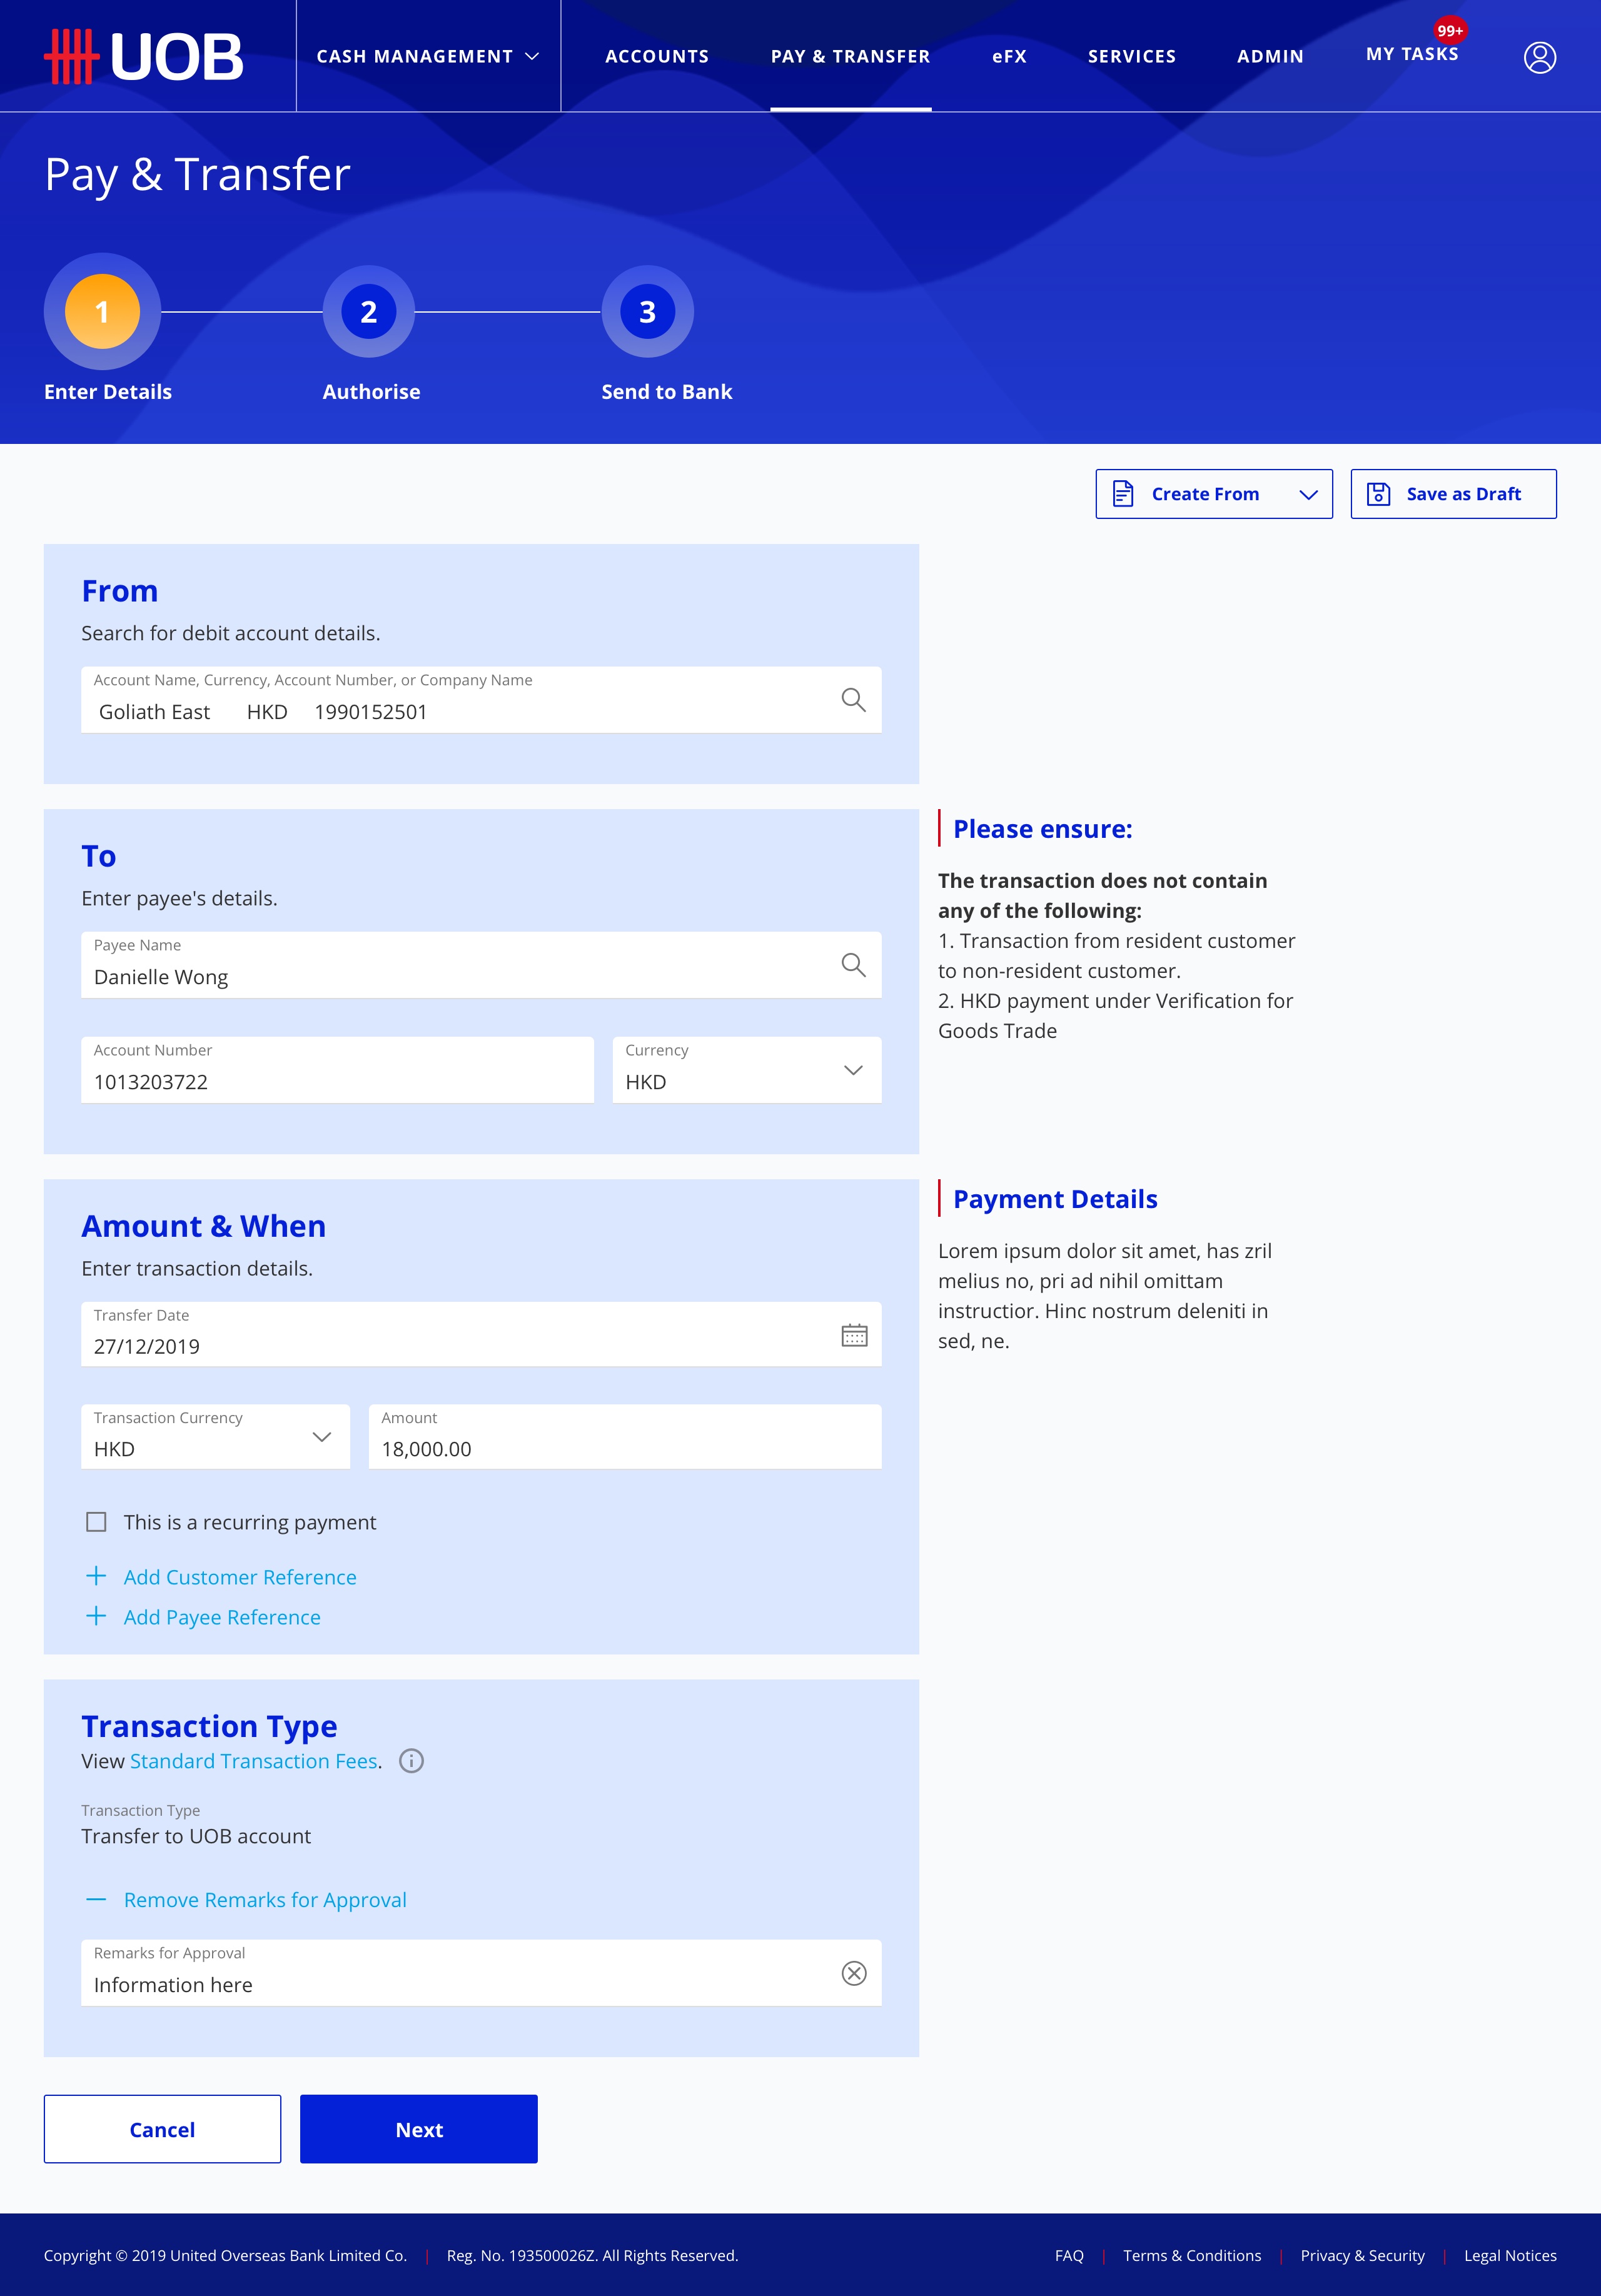 UOB
CASH MANAGEMENT
ACCOUNTS
PAY & TRANSFER
eFX
SERVICES
ADMIN
MY TASKS
99+
Pay & Transfer
1
2
3
Enter Details
Authorise
Send to Bank
Create From
Save as Draft
From
Search for debit account details.
Account Name, Currency, Account Number, or Company Name
Goliath East HKD 1990152501
To
Enter payee's details.
Payee Name
Danielle Wong
Account Number
1013203722
Currency
HKD
Please ensure:
The transaction does not contain
any of the following:
1. Transaction from resident customer
to non-resident customer.
2. HKD payment under Verification for
Goods Trade
Amount & When
Enter transaction details.
Transfer Date
27/12/2019
Transaction Currency
HKD
Amount
18,000.00
This is a recurring payment
Add Customer Reference
Add Payee Reference
Payment Details
Lorem ipsum dolor sit amet, has zril
melius no, pri ad nihil omittam
instructior. Hinc nostrum deleniti in
sed, ne.
Transaction Type
View Standard Transaction Fees.
Transaction Type
Transfer to UOB account
Remove Remarks for Approval
Remarks for Approval
Information here
Cancel
Next
Copyright © 2019 United Overseas Bank Limited Co. | Reg. No. 193500026Z. All Rights Reserved.
FAQ | Terms & Conditions | Privacy & Security | Legal Notices